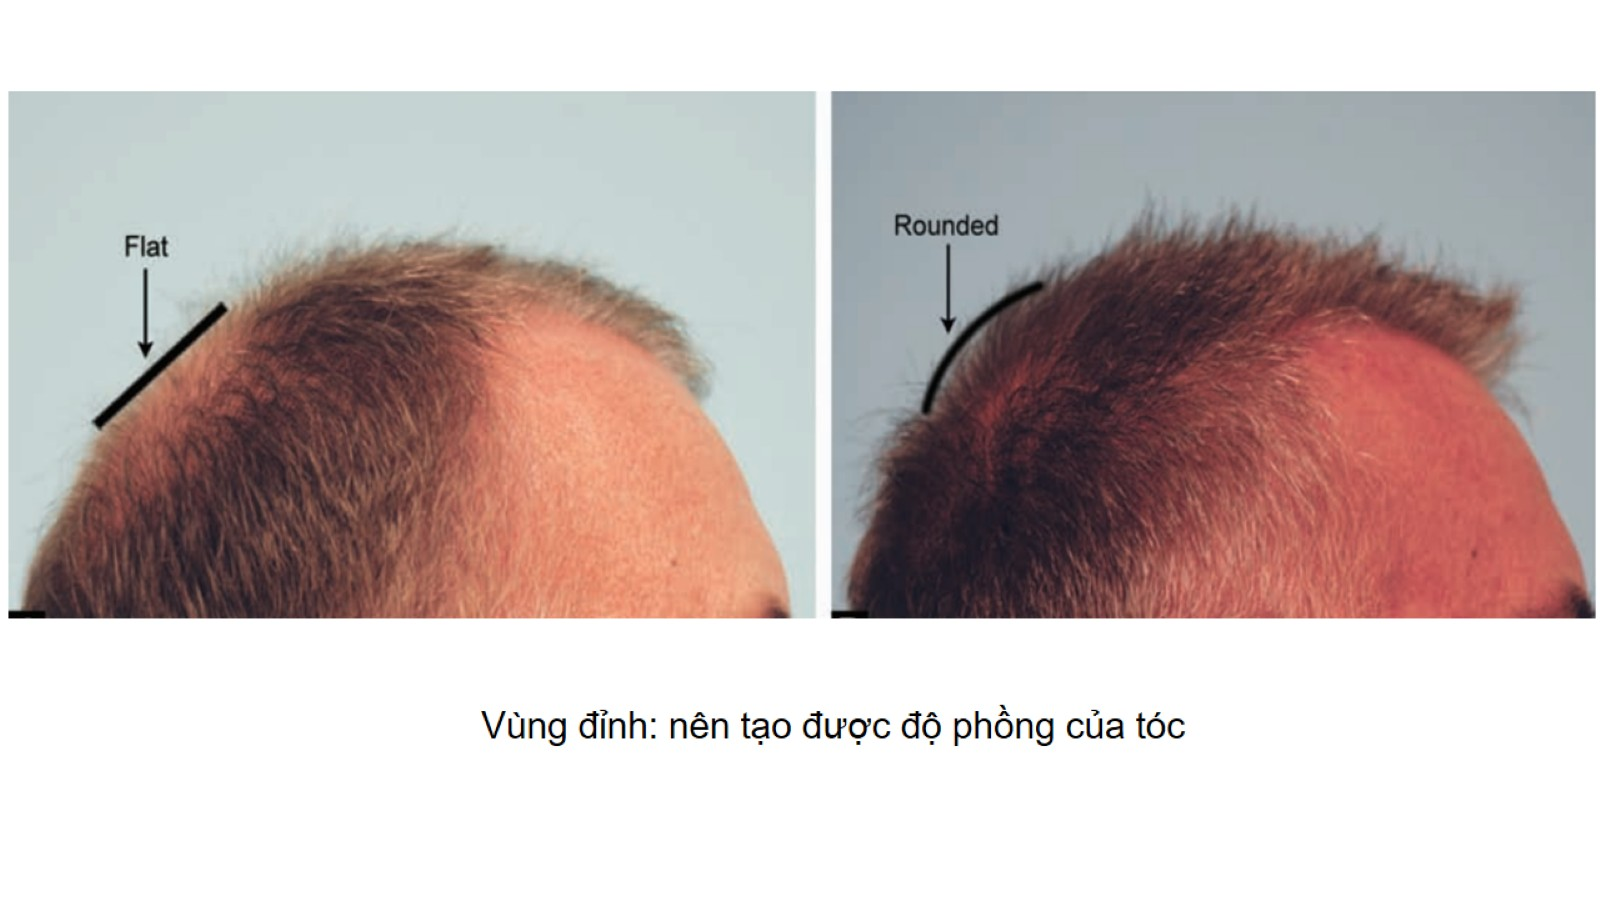 Flat
Rounded
Vùng đỉnh: nên tạo được độ phồng của tóc